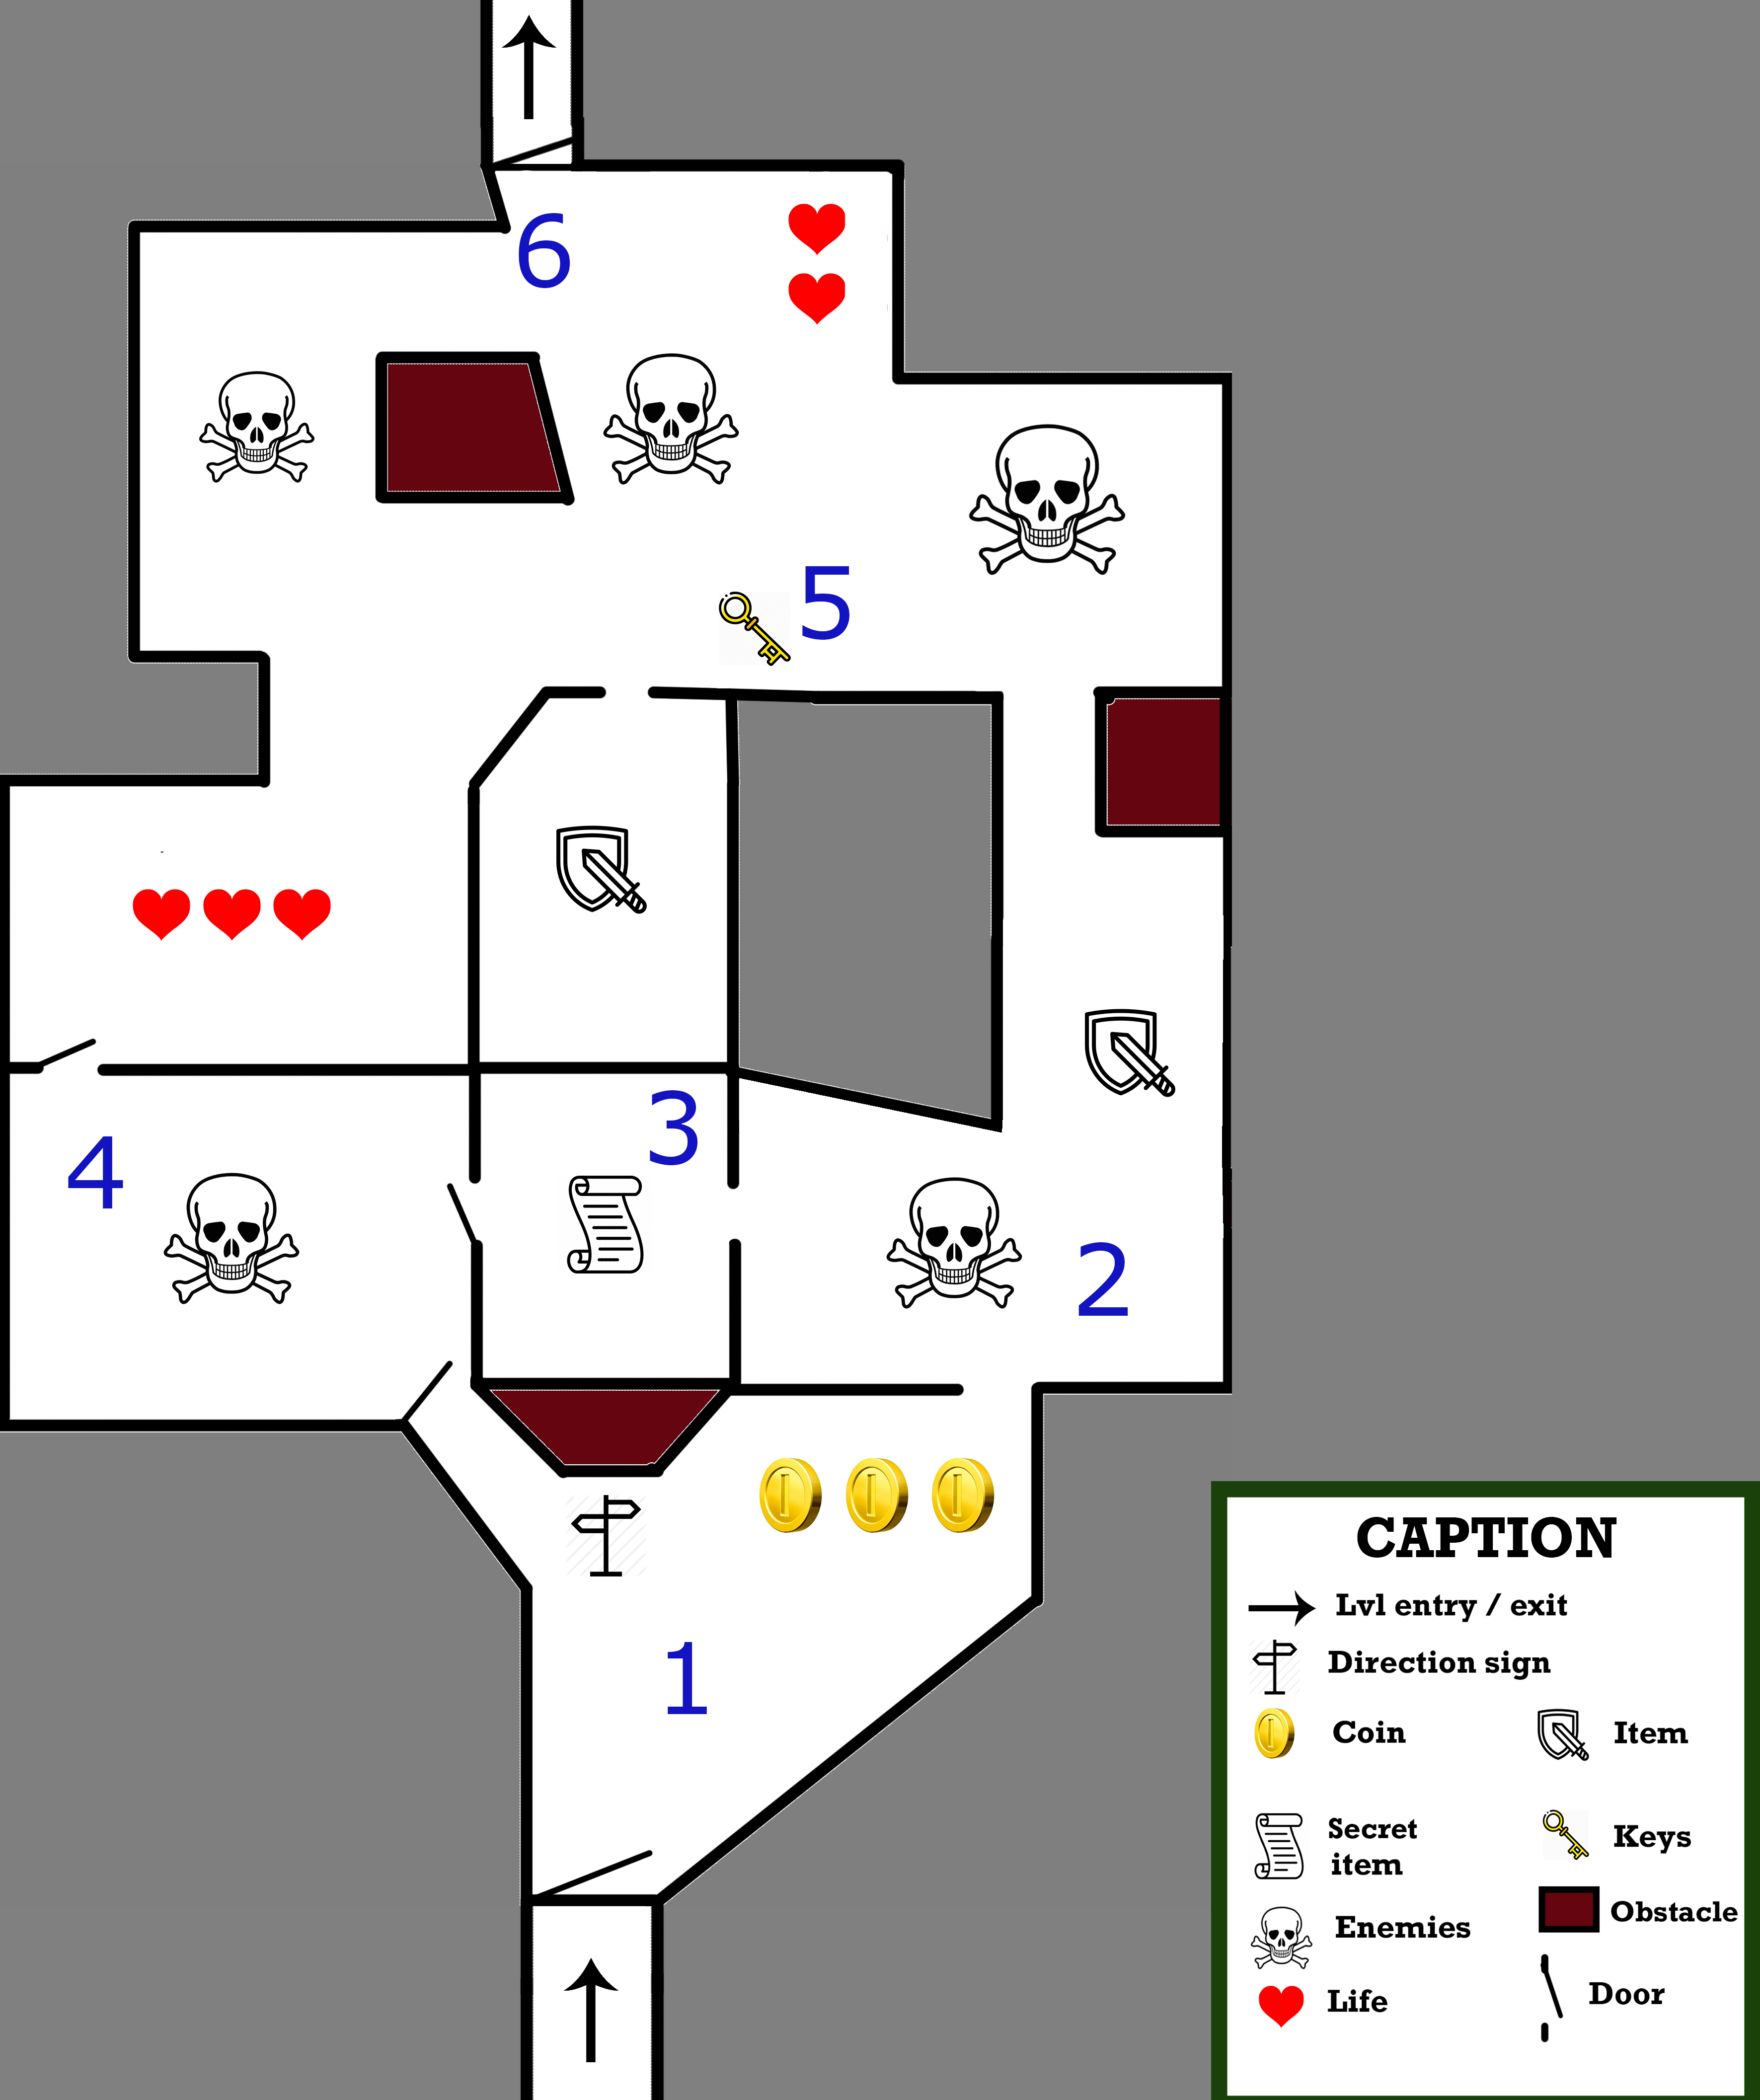 6
5
3
4
2
1
CAPTION
Lvl entry / exit
Direction sign
Coin
Item
Secret
item
Keys
Obstacle
Enemies
Door
Life